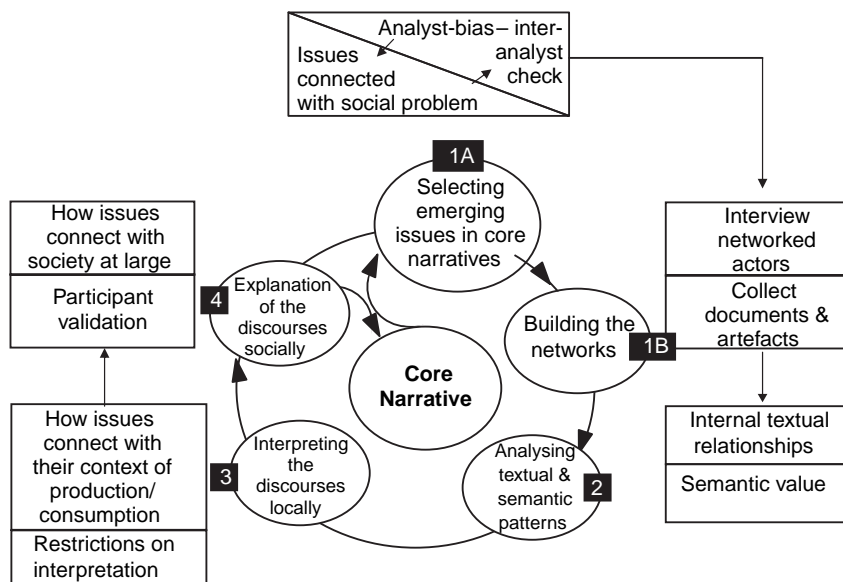 Analyst-bias– inter-
analyst
check
Issues
connected
with social problem
1A
Selecting
emerging
issues in core
narratives
How issues
connect with
society at large
Participant
validation
4
Explanation
of the
discourses
socially
Building the
networks
1B
Interview
networked
actors
Collect
documents &
artefacts
Core
Narrative
How issues
connect with
their context of
production/
consumption
Restrictions on
interpretation
3
Interpreting
the
discourses
locally
Analysing
textual &
semantic
patterns
2
Internal textual
relationships
Semantic value